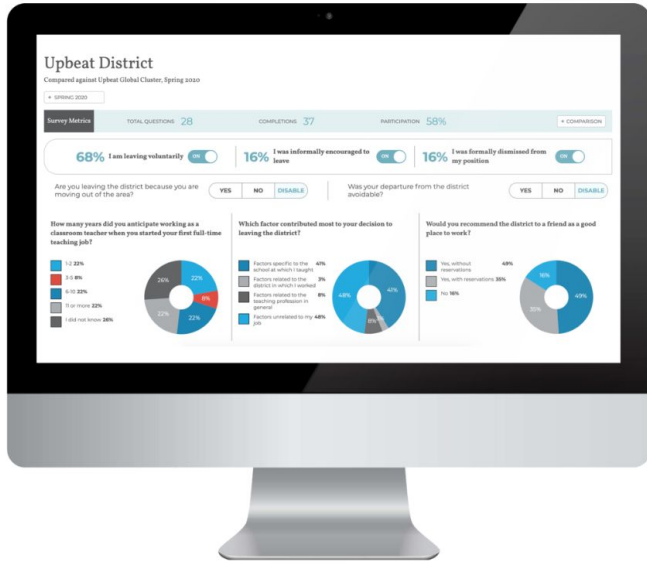 Upbeat District
Compared against Upbeat Global Cluster, Spring 2020
+ SPRING 2020
Survey Metrics TOTAL QUESTIONS 28 COMPLETIONS 37 PARTICIPATION 58% + COMPARISON
68% I am leaving voluntarily ON
16% I was informally encouraged to
leave ON
16% I was formally dismissed from
my position ON
Are you leaving the district because you are
moving out of the area? YES NO DISABLE
Was your departure from the district
avoidable? YES NO DISABLE
How many years did you anticipate working as a
classroom teacher when you started your first full-time
teaching job?
1-2 22%
3-5 8%
6-10 22%
11 or more 22%
I did not know 26%
26%
22%
8%
22%
22%
Which factor contributed most to your decision to
leaving the district?
Factors specific to the 41%
school at which I taught
Factors related to the 3%
district in which I worked
Factors related to the 8%
teaching profession in
general
Factors unrelated to my 48%
job
48%
41%
8%
3%
Would you recommend the district to a friend as a good
place to work?
Yes, without 49%
reservations
Yes, with reservations 35%
No 16%
16%
49%
35%